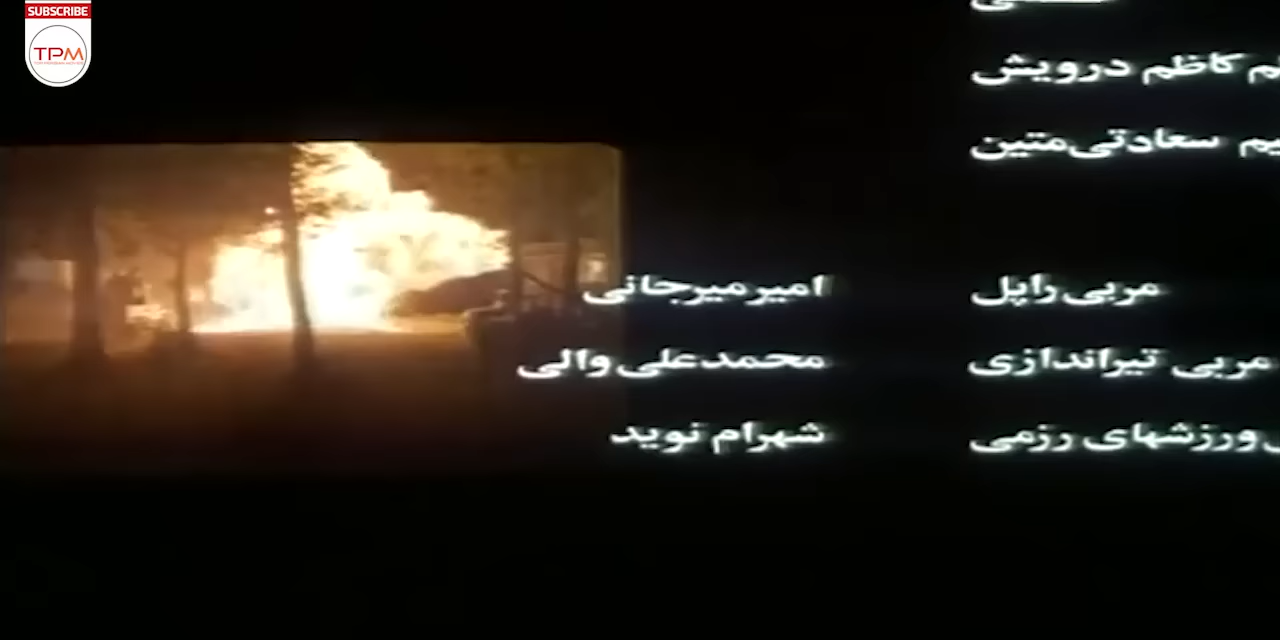 SUBSCRIBE
TPM
کاظم درویش
سعادتی‌متین
مربی راپل امیرمیرجانی
مربی تیراندازی محمدعلی والی
ورزشهای رزمی شهرام نوید